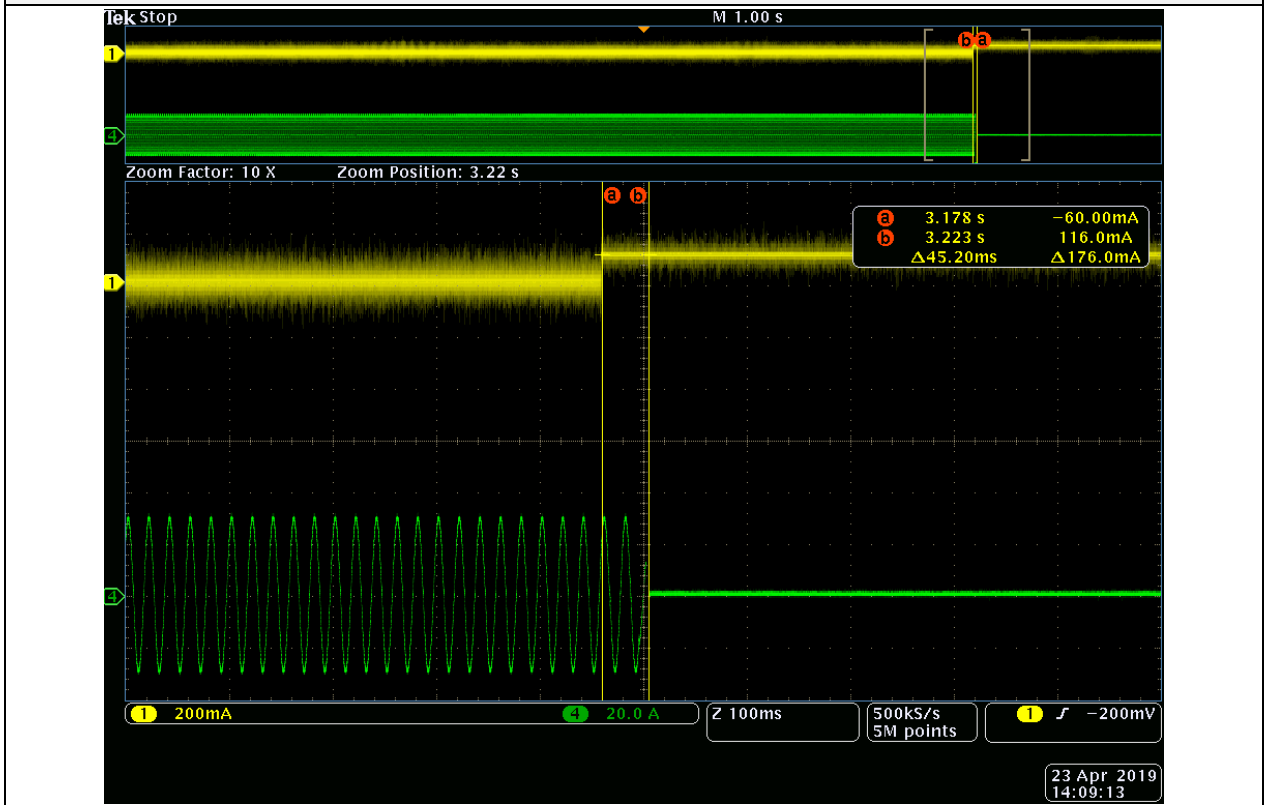 Tek Stop M 1.00 s
b a
1
4
Zoom Factor: 10 X Zoom Position: 3.22 s
a b
a 3.178 s −60.00mA
b 3.223 s 116.0mA
Δ45.20ms Δ176.0mA
1
4
1 200mA 4 20.0 A Z 100ms 500kS/s 1 −200mV
5M points
23 Apr 2019
14:09:13